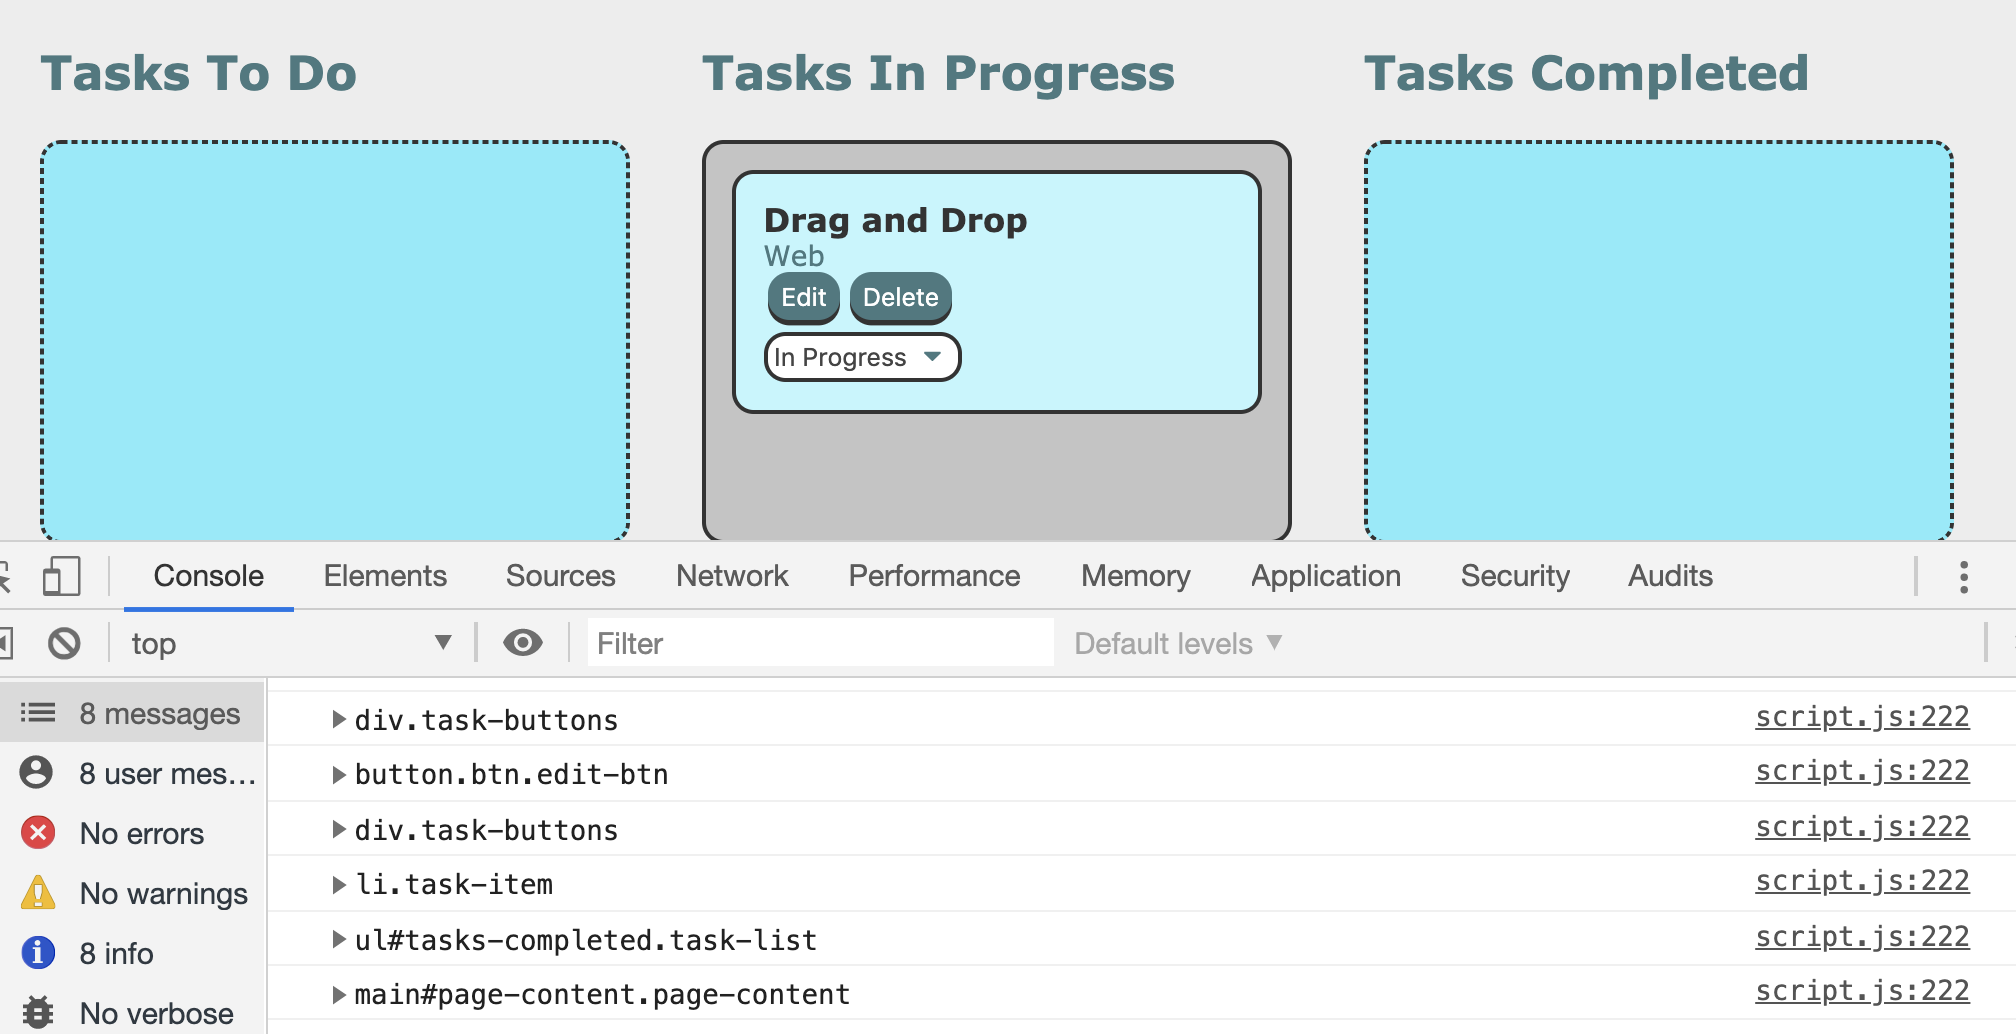 Tasks To Do Tasks In Progress Tasks Completed
Drag and Drop
Web
Edit Delete
In Progress
Console Elements Sources Network Performance Memory Application Security Audits
top Filter Default levels
8 messages
8 user mes...
No errors
No warnings
8 info
No verbose
div.task-buttons script.js:222
button.btn.edit-btn script.js:222
div.task-buttons script.js:222
li.task-item script.js:222
ul#tasks-completed.task-list script.js:222
main#page-content.page-content script.js:222